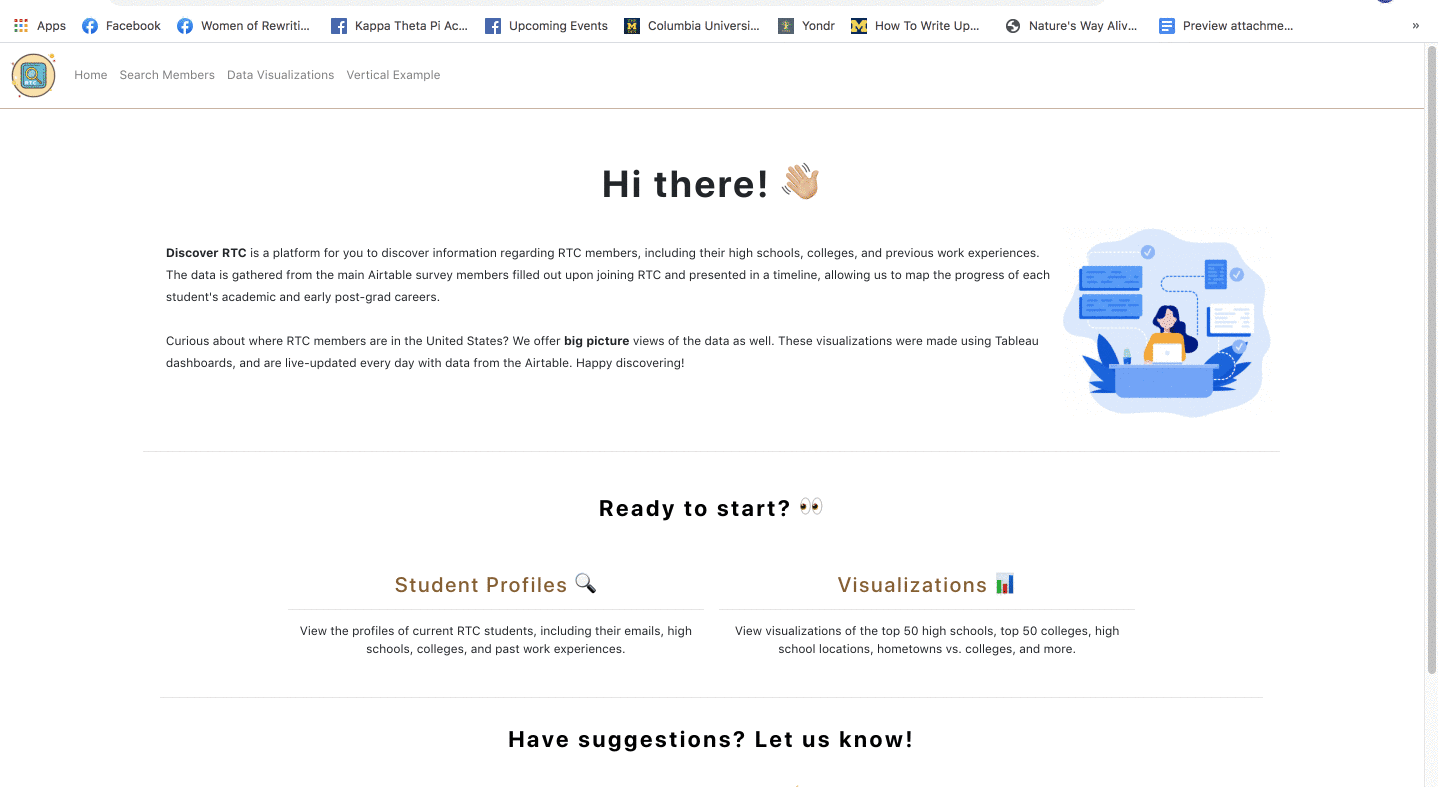 Apps Facebook Women of Rewriti... Kappa Theta Pi Ac... Upcoming Events Columbia Universi... Yondr How To Write Up... Nature's Way Aliv... Preview attachme... »
RTC Home Search Members Data Visualizations Vertical Example
Hi there! 👋🏼
Discover RTC is a platform for you to discover information regarding RTC members, including their high schools, colleges, and previous work experiences.
The data is gathered from the main Airtable survey members filled out upon joining RTC and presented in a timeline, allowing us to map the progress of each
student's academic and early post-grad careers.
Curious about where RTC members are in the United States? We offer big picture views of the data as well. These visualizations were made using Tableau
dashboards, and are live-updated every day with data from the Airtable. Happy discovering!
Ready to start? 👀
Student Profiles 🔍
View the profiles of current RTC students, including their emails, high
schools, colleges, and past work experiences.
Visualizations 📊
View visualizations of the top 50 high schools, top 50 colleges, high
school locations, hometowns vs. colleges, and more.
Have suggestions? Let us know!